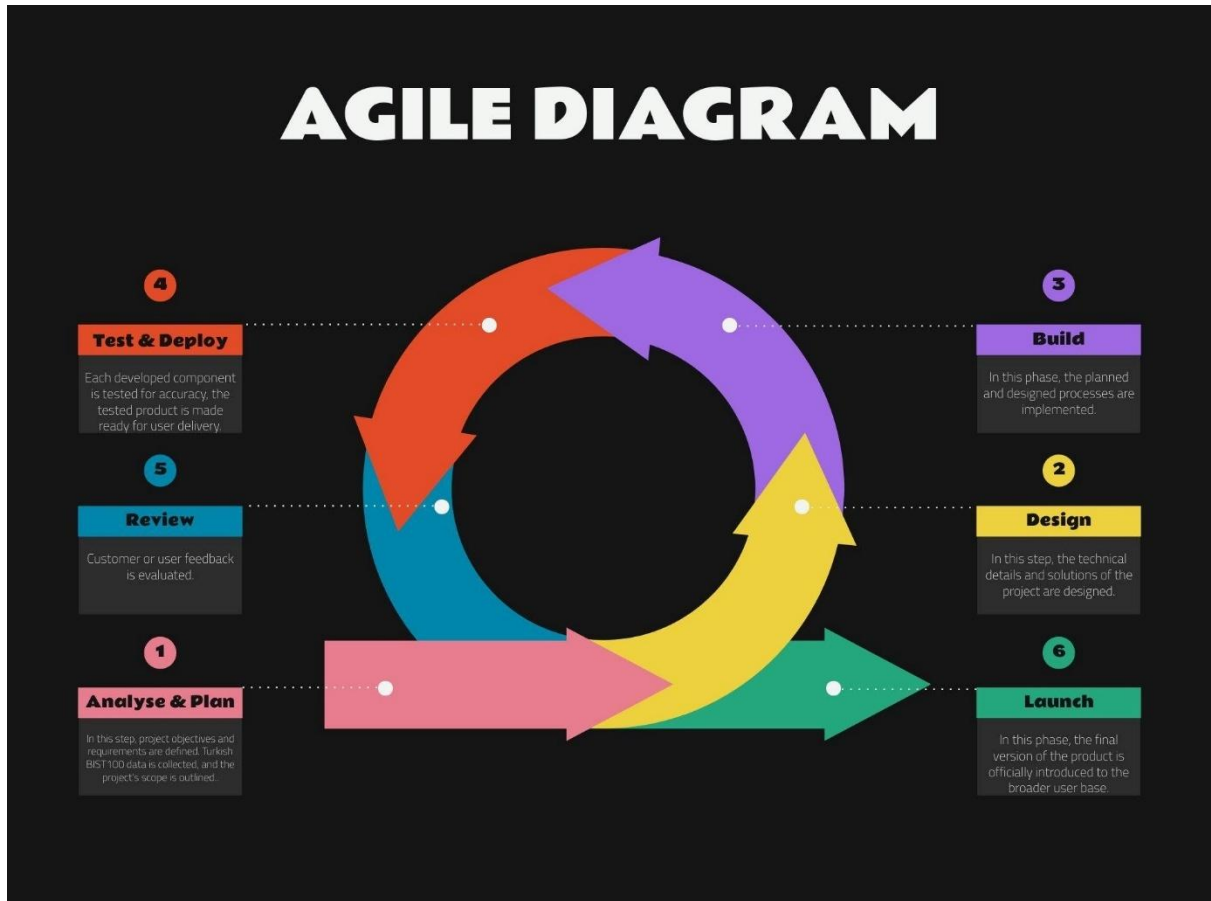 AGILE DIAGRAM
4
Test & Deploy
Each developed component
is tested for accuracy, the
tested product is made
ready for user delivery.
3
Build
In this phase, the planned
and designed processes are
implemented.
5
Review
Customer or user feedback
is evaluated.
2
Design
In this step, the technical
details and solutions of the
project are designed.
1
Analyse & Plan
In this step, project objectives and
requirements are defined. Turkish
BIST100 data is collected, and the
project's scope is outlined..
6
Launch
In this phase, the final
version of the product is
officially introduced to the
broader user base.